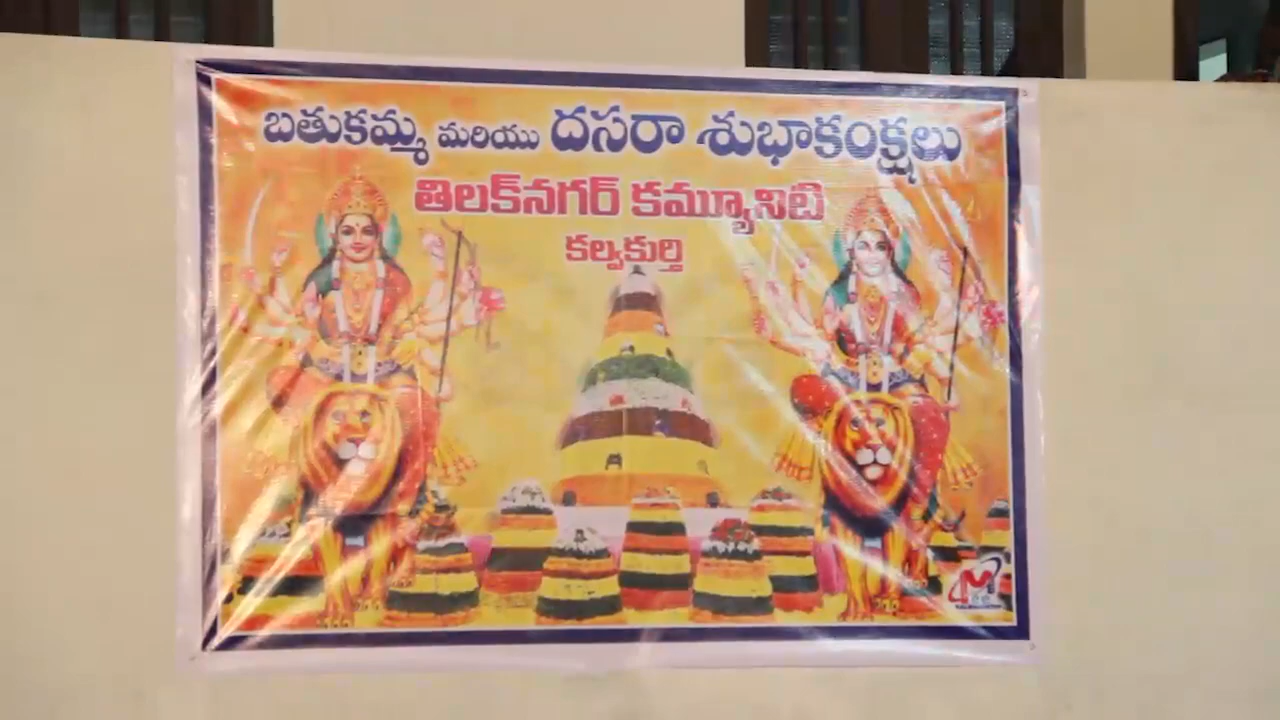 బతుకమ్మ మరియు దసరా శుభాకంక్షలు
తిలక్‌నగర్ కమ్యూనిటి
కల్వకుర్తి